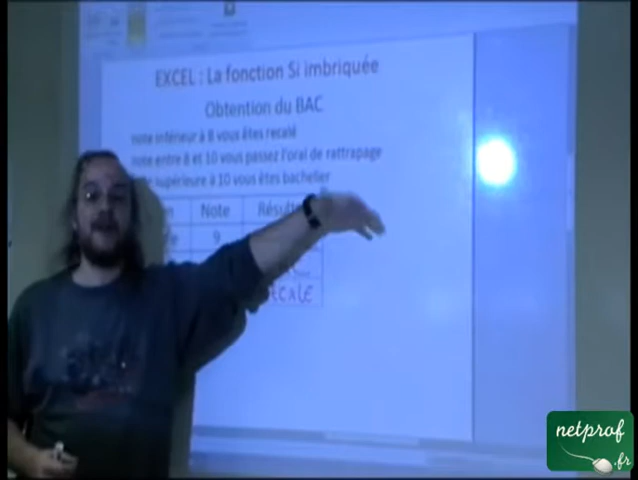 EXCEL : La fonction Si imbriquée
Obtention du BAC
note inférieur à 8 vous êtes recalé
note entre 8 et 10 vous passez l'oral de rattrapage
supérieure à 10 vous êtes bachelier
Note
9
netprof
.fr